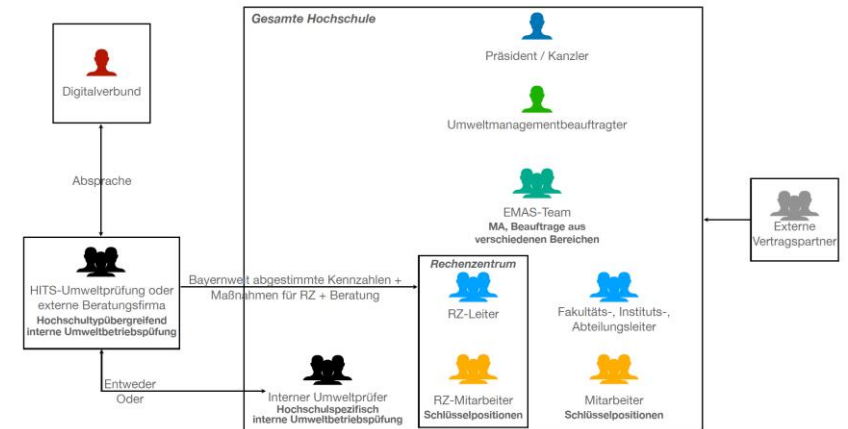 Gesamte Hochschule
Präsident / Kanzler
Digitalverbund
Umweltmanagementbeauftragter
Absprache
EMAS-Team
MA, Beauftrage aus
verschiedenen Bereichen
Externe
Vertragspartner
HITS-Umweltprüfung oder
externe Beratungsfirma
Hochschultypübergreifend
interne Umweltbetriebspüfung
Bayernweit abgestimmte Kennzahlen +
Maßnahmen für RZ + Beratung
Rechenzentrum
RZ-Leiter
Fakultäts-, Instituts-,
Abteilungsleiter
Entweder
Oder
Interner Umweltprüfer
Hochschulspezifisch
interne Umweltbetriebspüfung
RZ-Mitarbeiter
Schlüsselpositionen
Mitarbeiter
Schlüsselpositionen